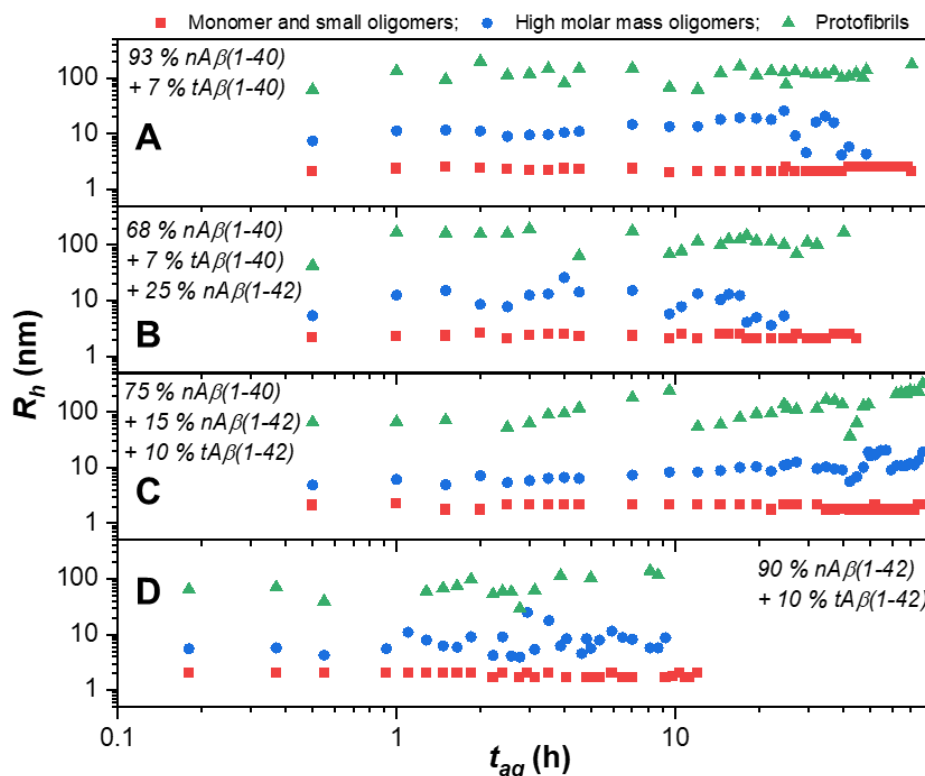 Monomer and small oligomers; High molar mass oligomers; Protofibrils
93 % nAβ(1-40)
+ 7 % tAβ(1-40)
A
100
10
1
68 % nAβ(1-40)
+ 7 % tAβ(1-40)
+ 25 % nAβ(1-42)
B
100
10
1
75 % nAβ(1-40)
+ 15 % nAβ(1-42)
+ 10 % tAβ(1-42)
C
100
10
1
D
90 % nAβ(1-42)
+ 10 % tAβ(1-42)
100
10
1
R_h (nm)
0.1 1 10
t_ag (h)